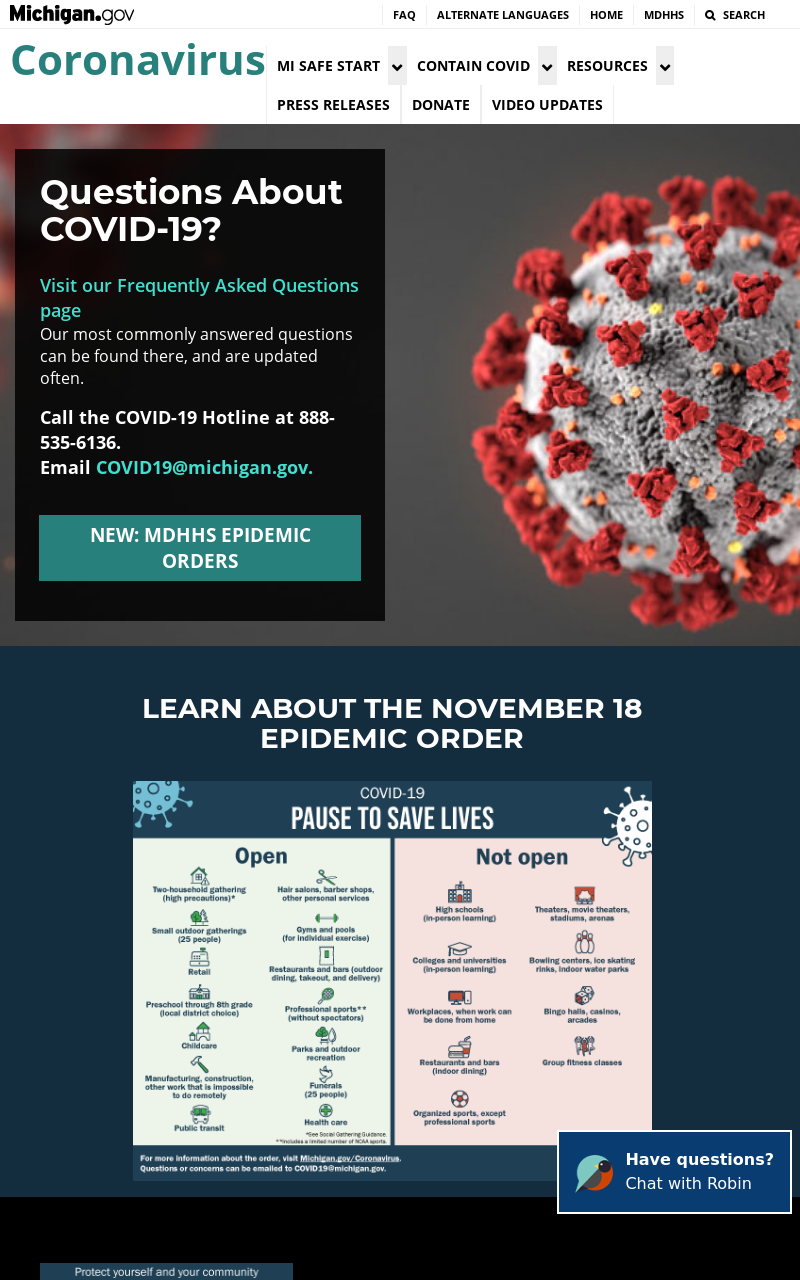 Michigan.gov
FAQ
ALTERNATE LANGUAGES
HOME
MDHHS
SEARCH
Coronavirus
MI SAFE START
CONTAIN COVID
RESOURCES
PRESS RELEASES
DONATE
VIDEO UPDATES
Questions About
COVID-19?
Visit our Frequently Asked Questions
page
Our most commonly answered questions
can be found there, and are updated
often.
Call the COVID-19 Hotline at 888-
535-6136.
Email COVID19@michigan.gov.
NEW: MDHHS EPIDEMIC
ORDERS
LEARN ABOUT THE NOVEMBER 18
EPIDEMIC ORDER
COVID-19
PAUSE TO SAVE LIVES
Open
Two-household gathering
(high precautions)*
Small outdoor gatherings
(25 people)
Retail
Preschool through 8th grade
(local district choice)
Childcare
Manufacturing, construction,
other work that is impossible
to do remotely
Public transit
Hair salons, barber shops,
other personal services
Gyms and pools
(for individual exercise)
Restaurants and bars (outdoor
dining, takeout, and delivery)
Professional sports**
(without spectators)
Parks and outdoor
recreation
Funerals
(25 people)
Health care
*See Social Gathering Guidance.
**Includes a limited number of NCAA sports.
Not open
High schools
(in-person learning)
Colleges and universities
(in-person learning)
Workplaces, when work can
be done from home
Restaurants and bars
(indoor dining)
Organized sports, except
professional sports
Theaters, movie theaters,
stadiums, arenas
Bowling centers, ice skating
rinks, indoor water parks
Bingo halls, casinos,
arcades
Group fitness classes
For more information about the order, visit Michigan.gov/Coronavirus.
Questions or concerns can be emailed to COVID19@michigan.gov.
Have questions?
Chat with Robin
Protect yourself and your community